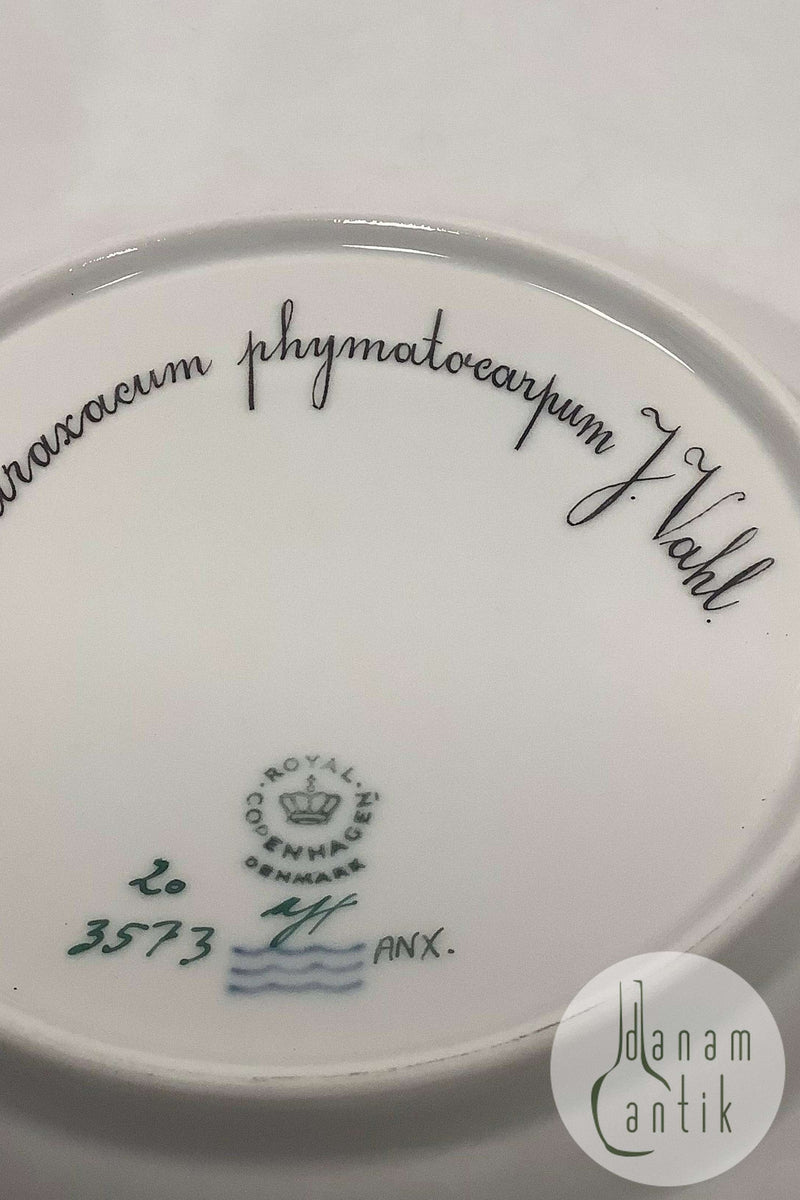 araxacum phymatocarpum J. Vahl.
ROYAL
COPENHAGEN
DENMARK
20
3573
ANX.
danam
antik